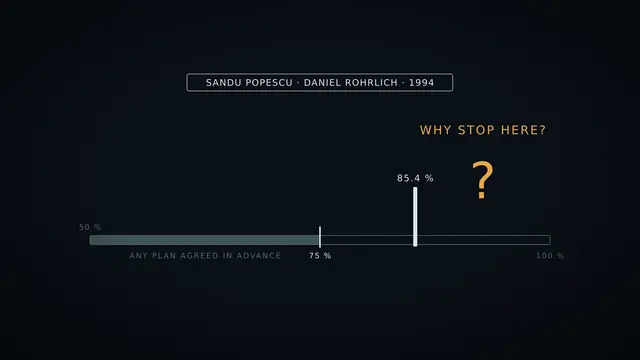 SANDU POPESCU · DANIEL ROHRLICH · 1994
WHY STOP HERE?
?
85.4 %
50 %
ANY PLAN AGREED IN ADVANCE
75 %
100 %